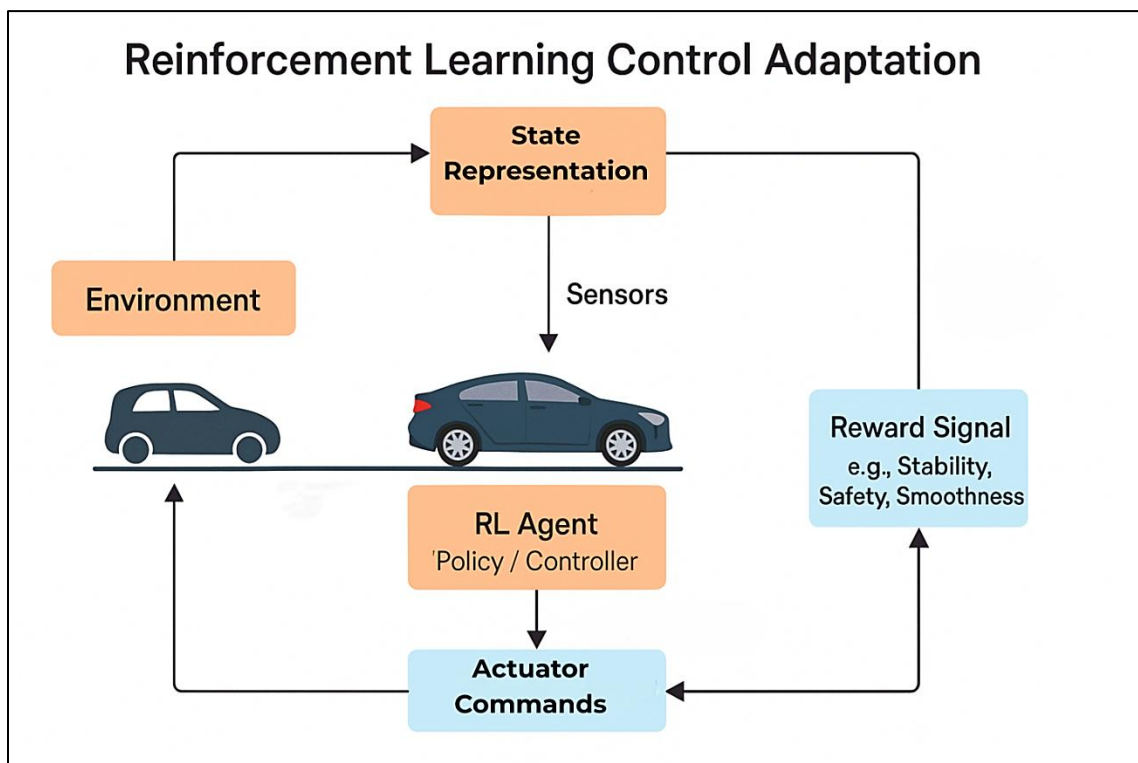 Reinforcement Learning Control Adaptation
State
Representation
Environment
Sensors
Reward Signal
e.g., Stability,
Safety, Smoothness
RL Agent
'Policy / Controller
Actuator
Commands